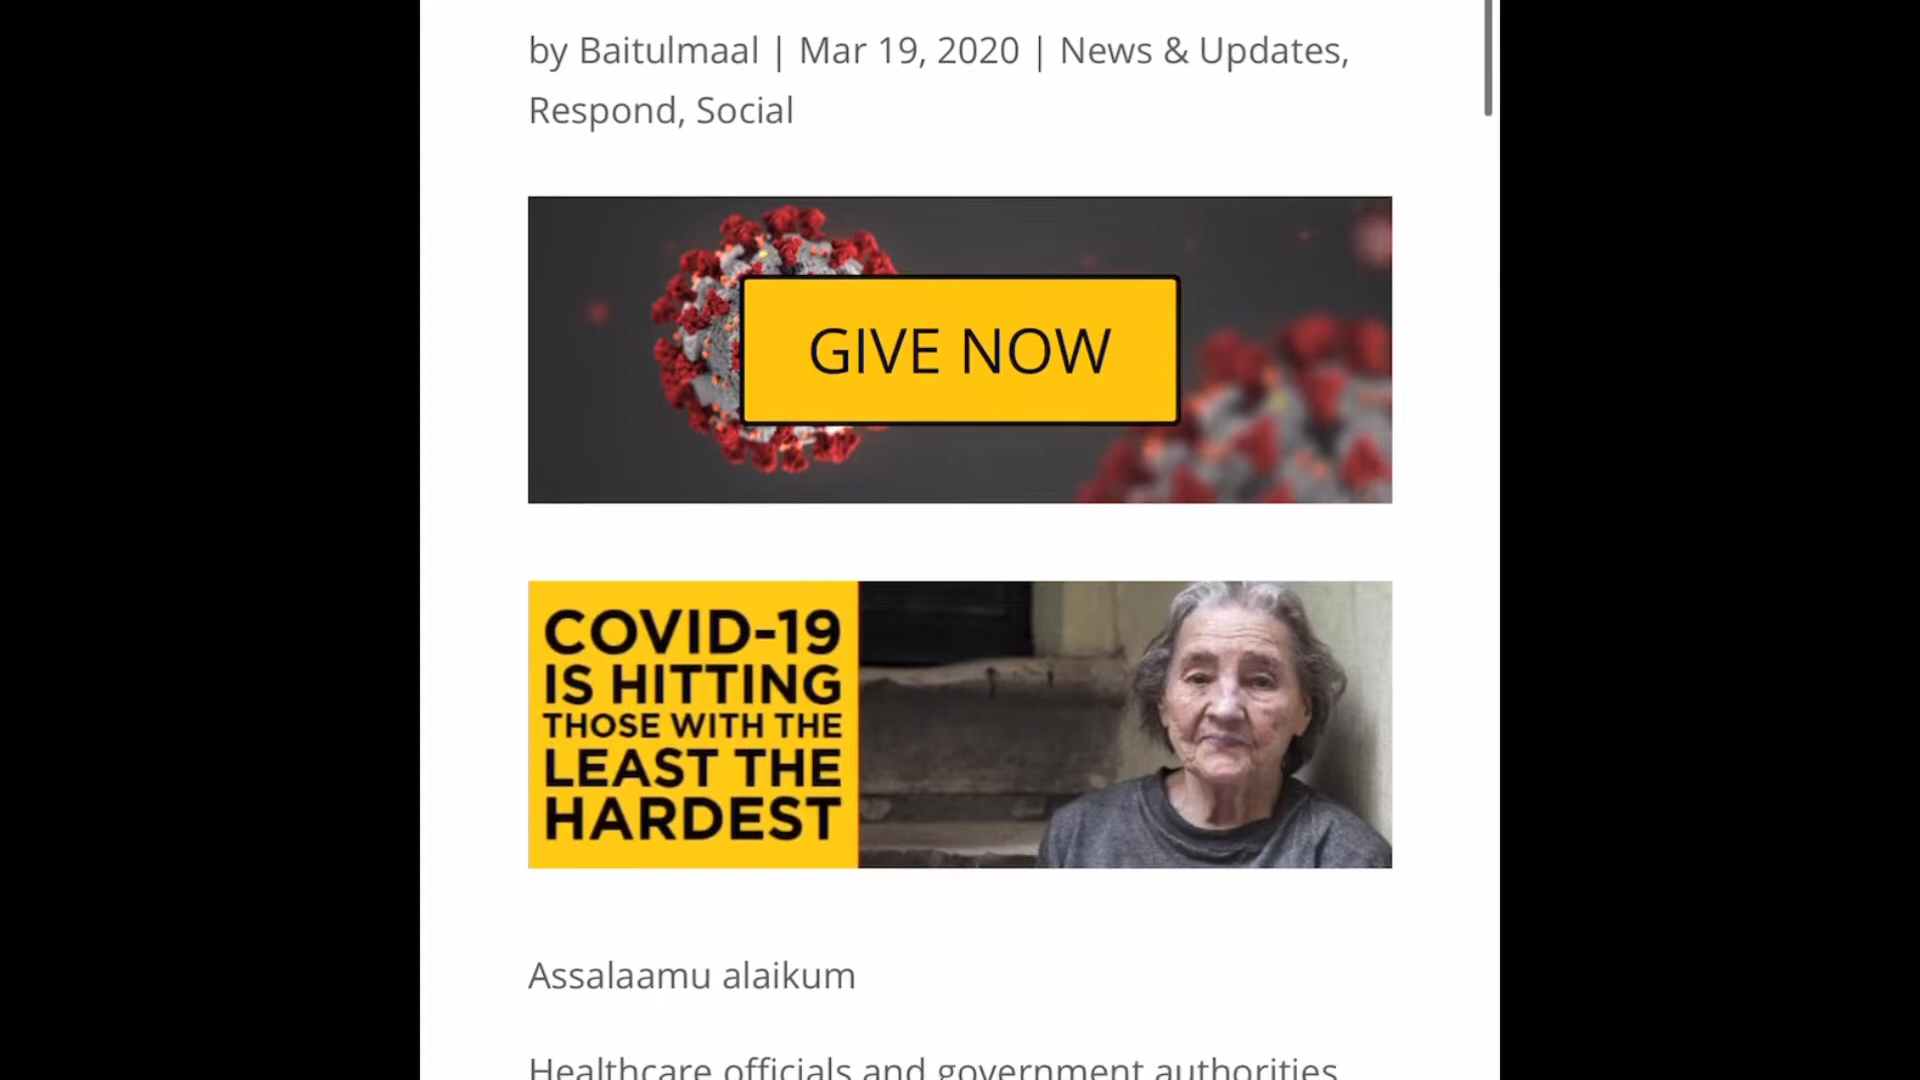 by Baitulmaal | Mar 19, 2020 | News & Updates,
Respond, Social
GIVE NOW
COVID-19
IS HITTING
THOSE WITH THE
LEAST THE
HARDEST
Assalaamu alaikum
Healthcare officials and government authorities